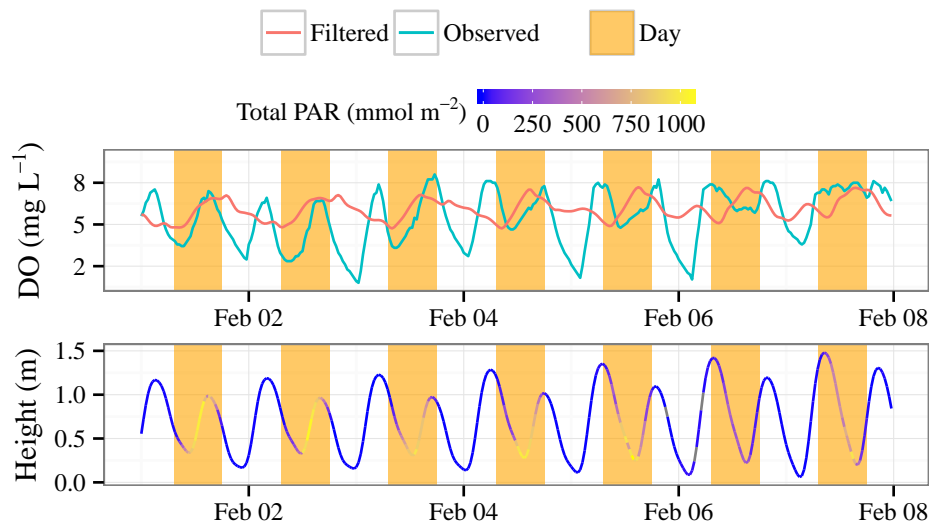 Filtered Observed Day
Total PAR (mmol m⁻²)
0 250 500 750 1000
DO (mg L⁻¹)
8
5
2
Feb 02 Feb 04 Feb 06 Feb 08
Height (m)
1.5
1.0
0.5
0.0
Feb 02 Feb 04 Feb 06 Feb 08